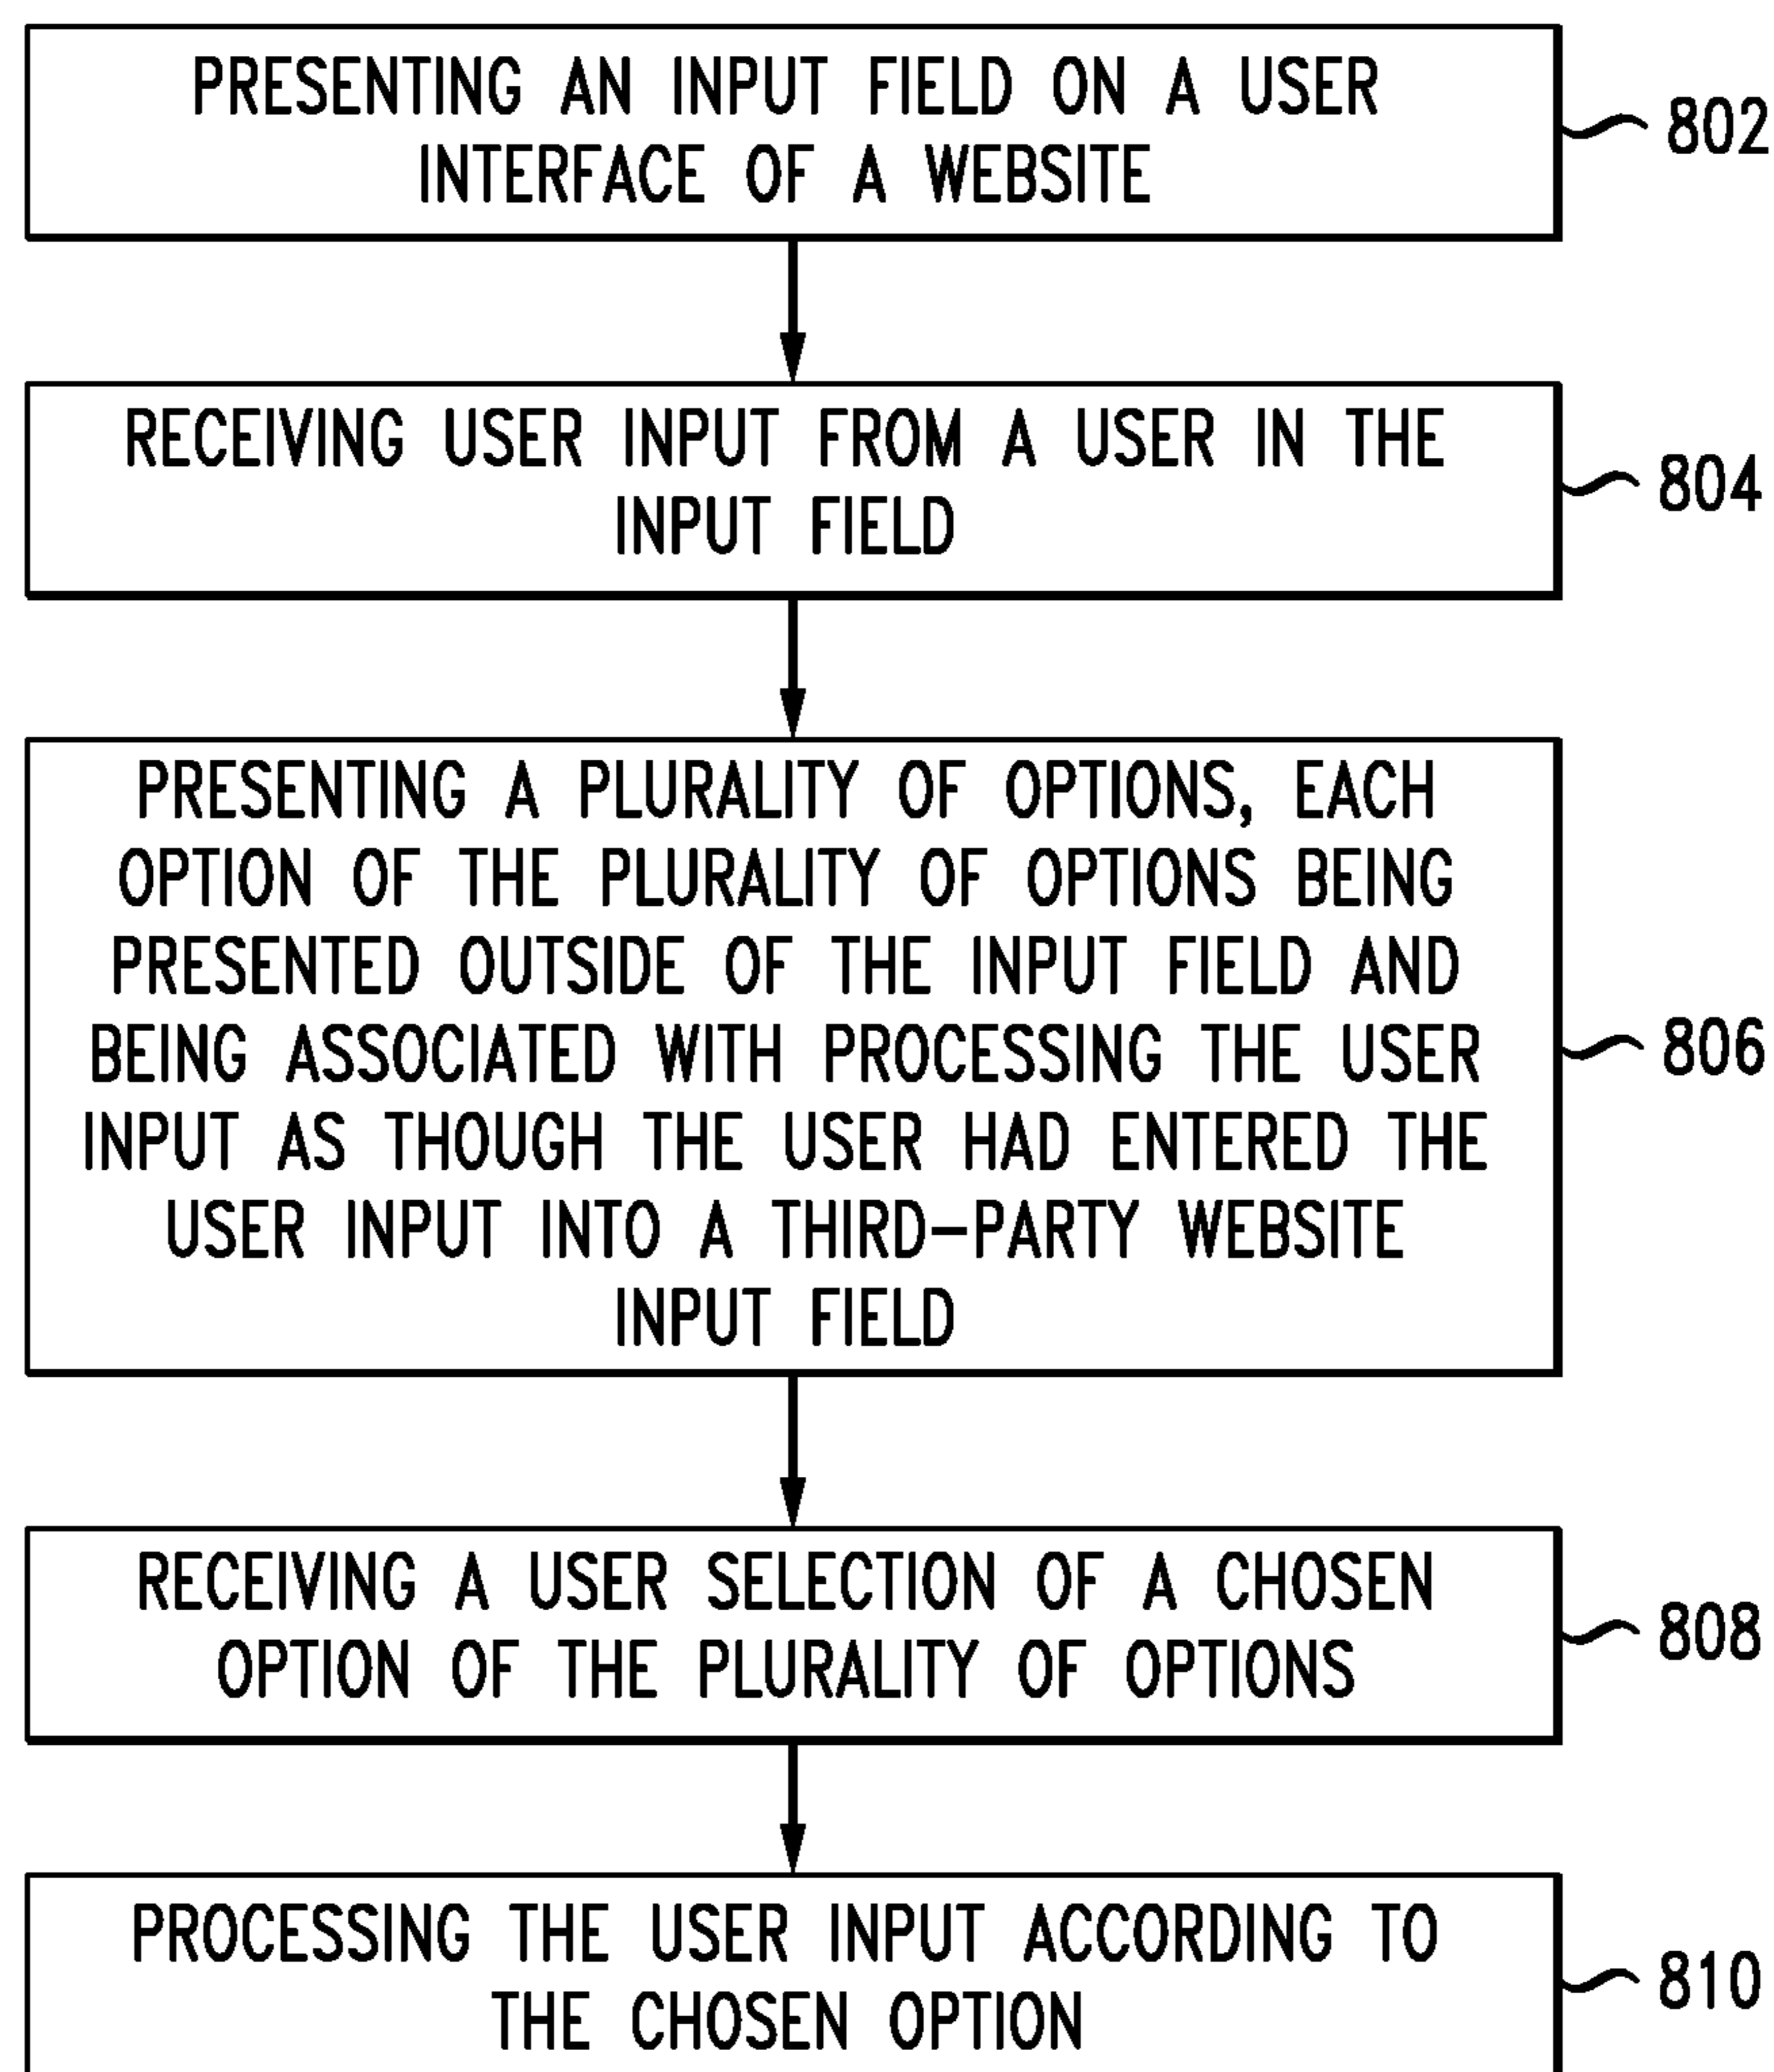 PRESENTING AN INPUT FIELD ON A USER
INTERFACE OF A WEBSITE
802
RECEIVING USER INPUT FROM A USER IN THE
INPUT FIELD
804
PRESENTING A PLURALITY OF OPTIONS, EACH
OPTION OF THE PLURALITY OF OPTIONS BEING
PRESENTED OUTSIDE OF THE INPUT FIELD AND
BEING ASSOCIATED WITH PROCESSING THE USER
INPUT AS THOUGH THE USER HAD ENTERED THE
USER INPUT INTO A THIRD-PARTY WEBSITE
INPUT FIELD
806
RECEIVING A USER SELECTION OF A CHOSEN
OPTION OF THE PLURALITY OF OPTIONS
808
PROCESSING THE USER INPUT ACCORDING TO
THE CHOSEN OPTION
810